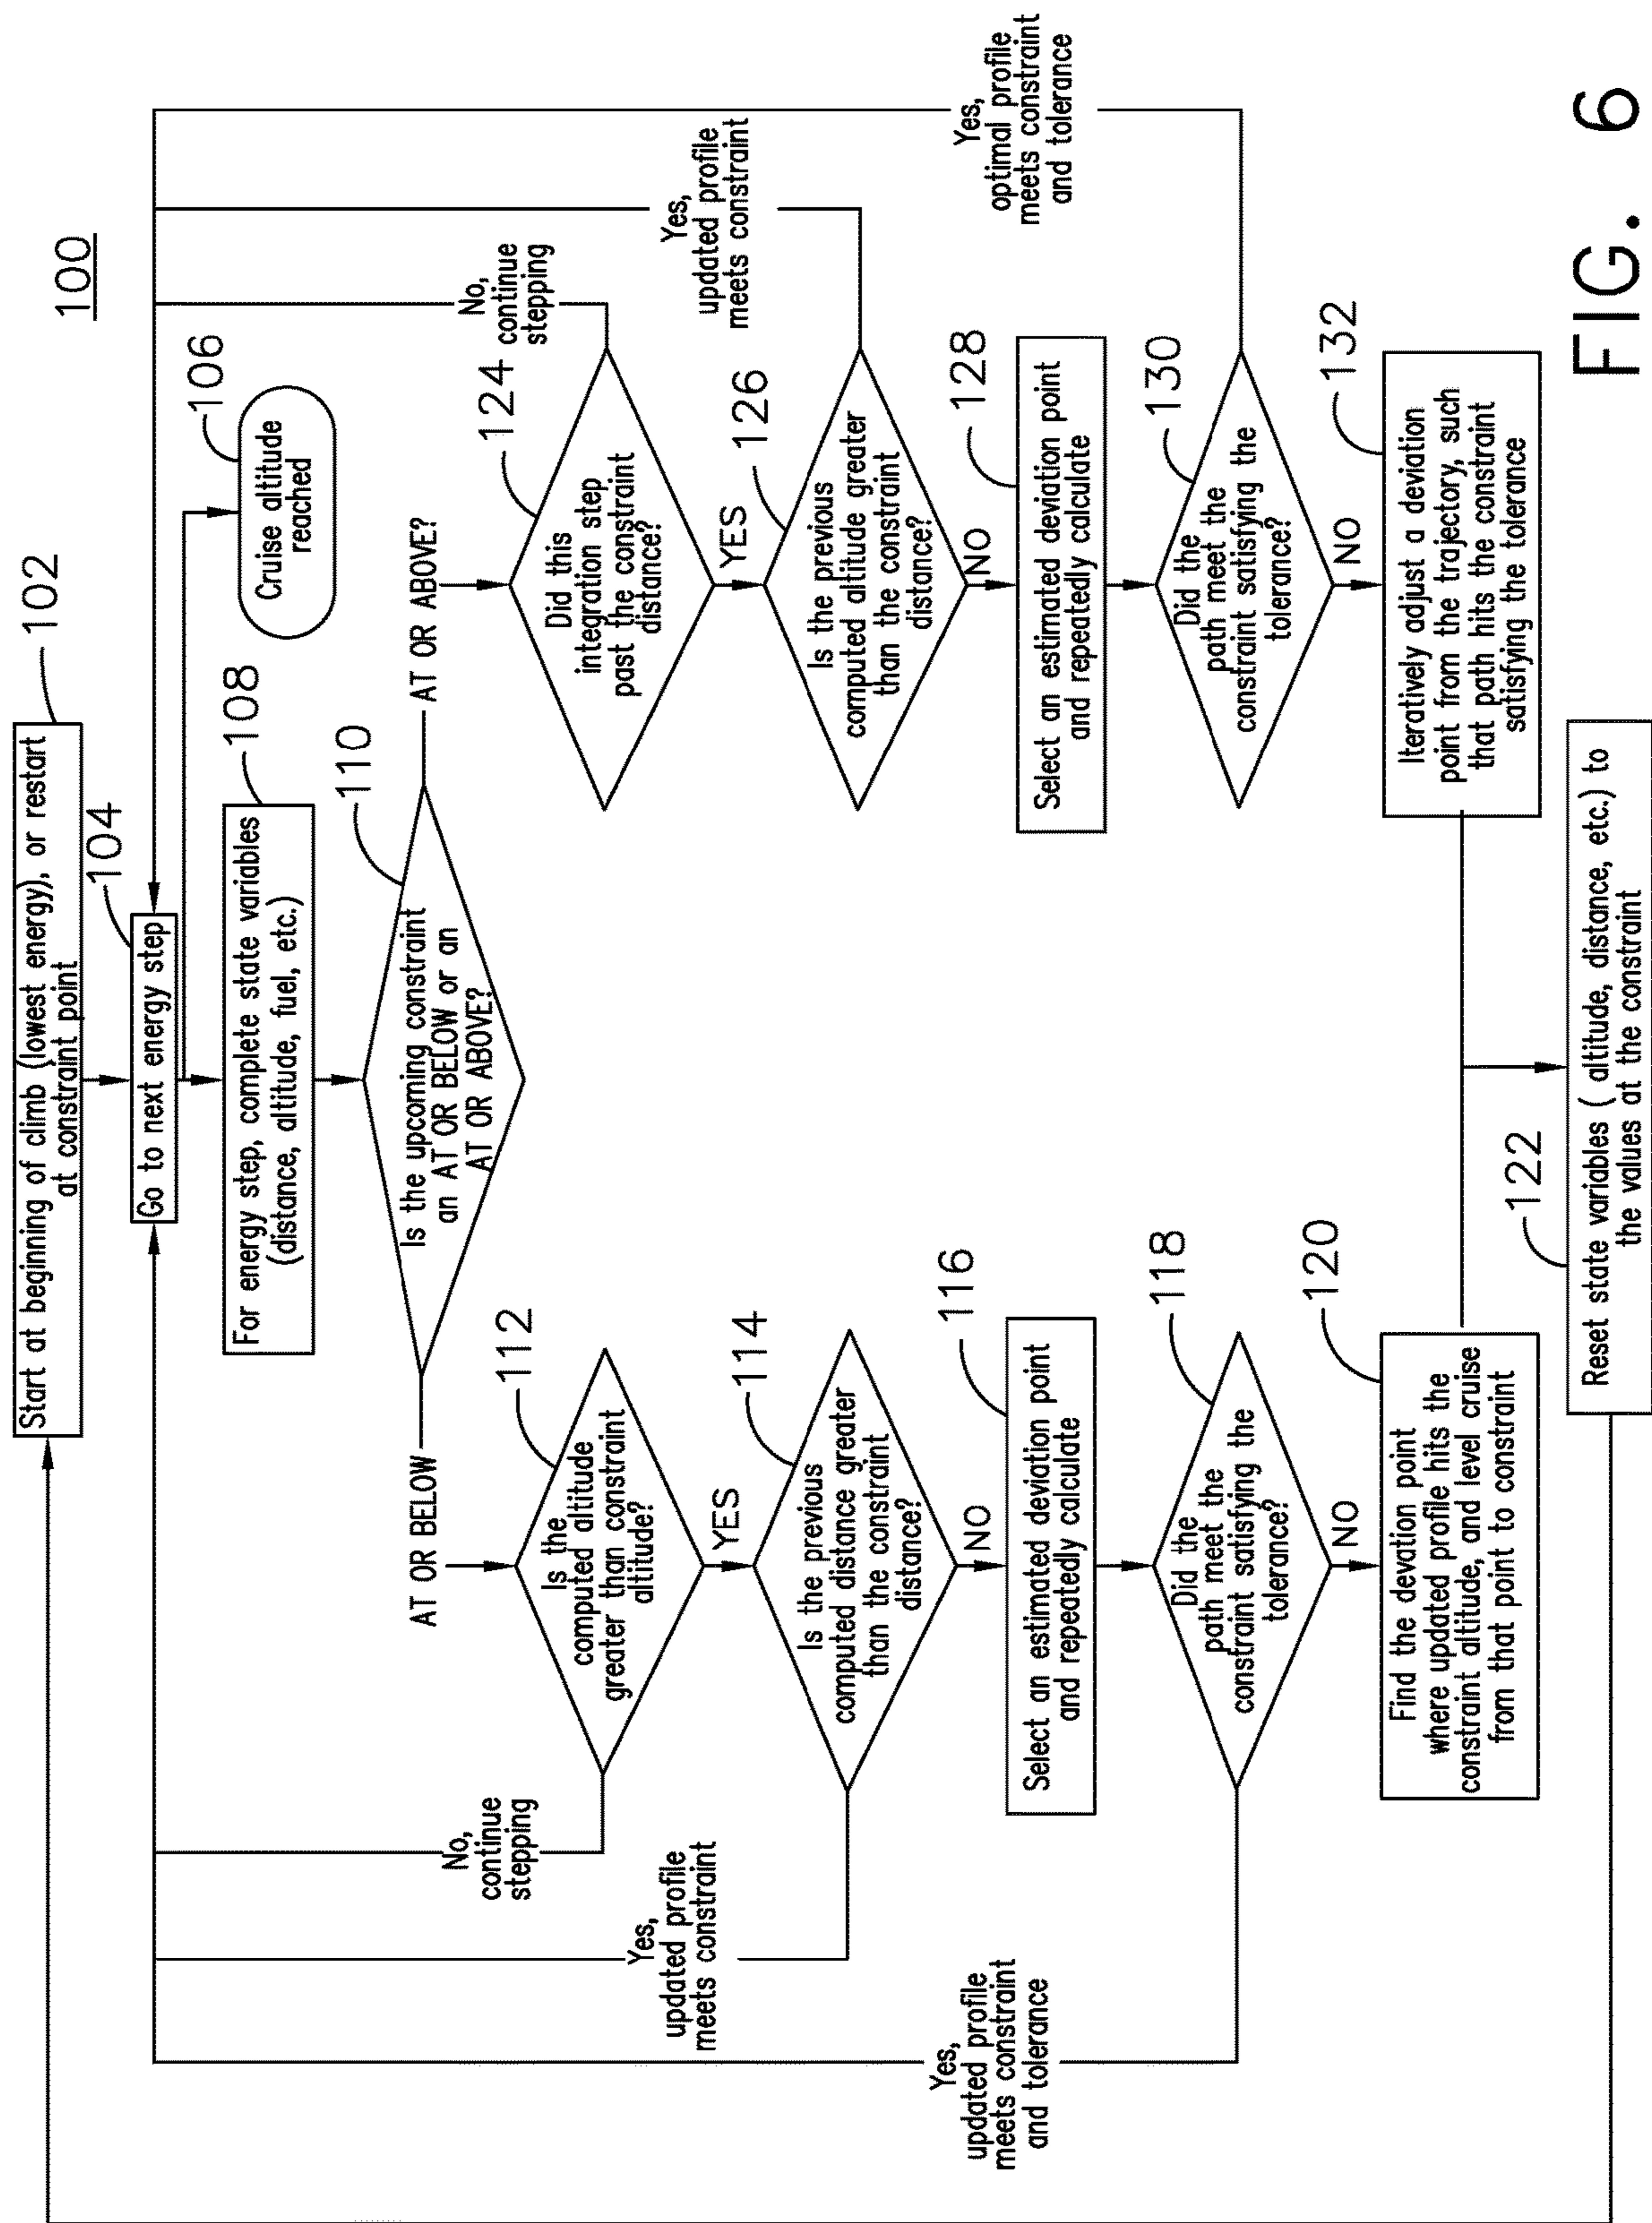 100
Start at beginning of climb (lowest energy), or restart
at constraint point
102
104
Go to next energy step
106
Cruise altitude
reached
For energy step, complete state variables
(distance, altitude, fuel, etc.)
108
110
Is the upcoming constraint
an AT OR BELOW or an
AT OR ABOVE?
AT OR BELOW
AT OR ABOVE?
112
Is the
computed altitude
greater than constraint
altitude?
No,
continue
stepping
YES
114
Is the previous
computed distance greater
than the constraint
distance?
Yes,
updated profile
meets constraint
NO
116
Select an estimated deviation point
and repeatedly calculate
118
Did the
path meet the
constraint satisfying the
tolerance?
Yes,
updated profile
meets constraint
and tolerance
NO
120
Find the devation point
where updated profile hits the
constraint altitude, and level cruise
from that point to constraint
124
Did this
integration step
past the constraint
distance?
No,
continue
stepping
YES
126
Is the previous
computed altitude greater
than the constraint
distance?
Yes,
updated profile
meets constraint
NO
128
Select an estimated deviation point
and repeatedly calculate
130
Did the
path meet the
constraint satisfying the
tolerance?
Yes,
optimal profile
meets constraint
and tolerance
NO
132
Iteratively adjust a deviation
point from the trajectory, such
that path hits the constraint
satisfying the tolerance
122
Reset state variables ( altitude, distance, etc.) to
the values at the constraint
FIG. 6